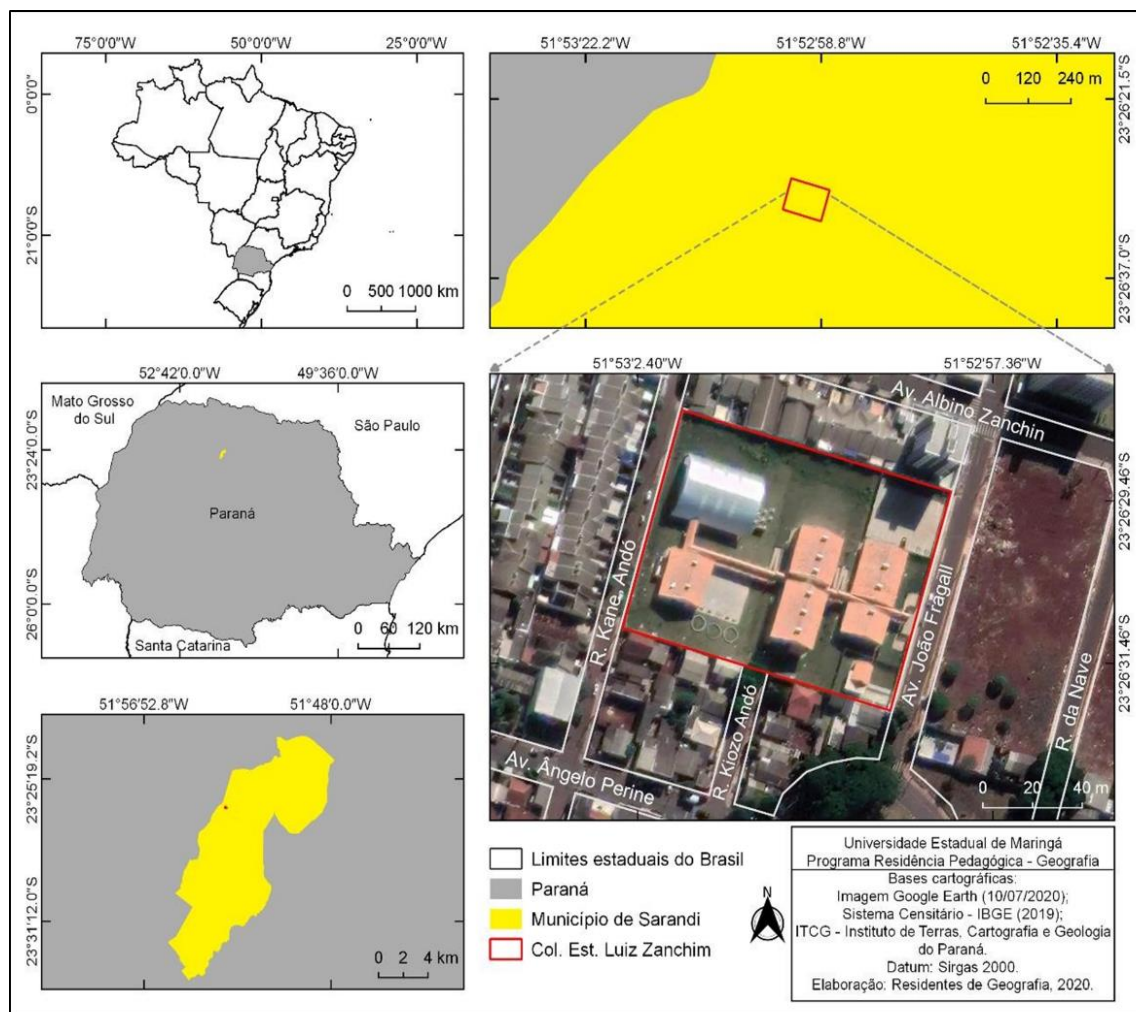 75°0'0"W 50°0'0"W 25°0'0"W
0°0'0"
21°0'0"S
0 500 1000 km
51°53'22.2"W 51°52'58.8"W 51°52'35.4"W
0 120 240 m
23°26'21.5"S
23°26'37.0"S
52°42'0.0"W 49°36'0.0"W
Mato Grosso
do Sul
São Paulo
23°24'0.0"S
Paraná
26°0'0.0"S
0 60 120 km
Santa Catarina
51°53'2.40"W 51°52'57.36"W
Av. Albino Zanchin
23°26'29.46"S
R. Kane. Andó
Av. João Fragall
23°26'31.46"S
R. Kiozo Andó
R. da Nave
Av. Ângelo Perine
0 20 40 m
51°56'52.8"W 51°48'0.0"W
23°25'19.2"S
23°31'12.0"S
0 2 4 km
Limites estaduais do Brasil
Paraná
Município de Sarandi
Col. Est. Luiz Zanchim
N
Universidade Estadual de Maringá
Programa Residência Pedagógica - Geografia
Bases cartográficas:
Imagem Google Earth (10/07/2020);
Sistema Censitário - IBGE (2019);
ITCG - Instituto de Terras, Cartografia e Geologia
do Paraná.
Datum: Sirgas 2000.
Elaboração: Residentes de Geografia, 2020.